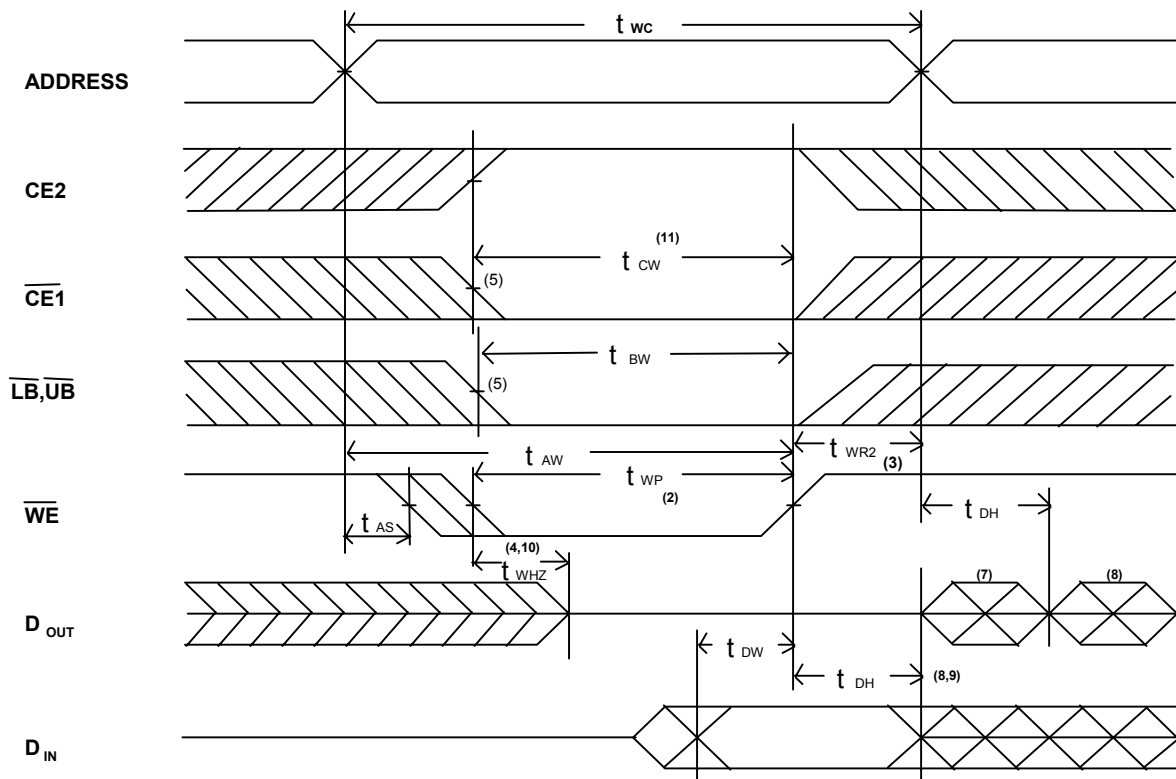 t WC
ADDRESS
CE2
(11)
t CW
CE1
(5)
t BW
LB,UB
(5)
t AW
t WR2
t WP
(3)
(2)
WE
t AS
t DH
(4,10)
t WHZ
(7)
(8)
D OUT
t DW
t DH
(8,9)
D IN